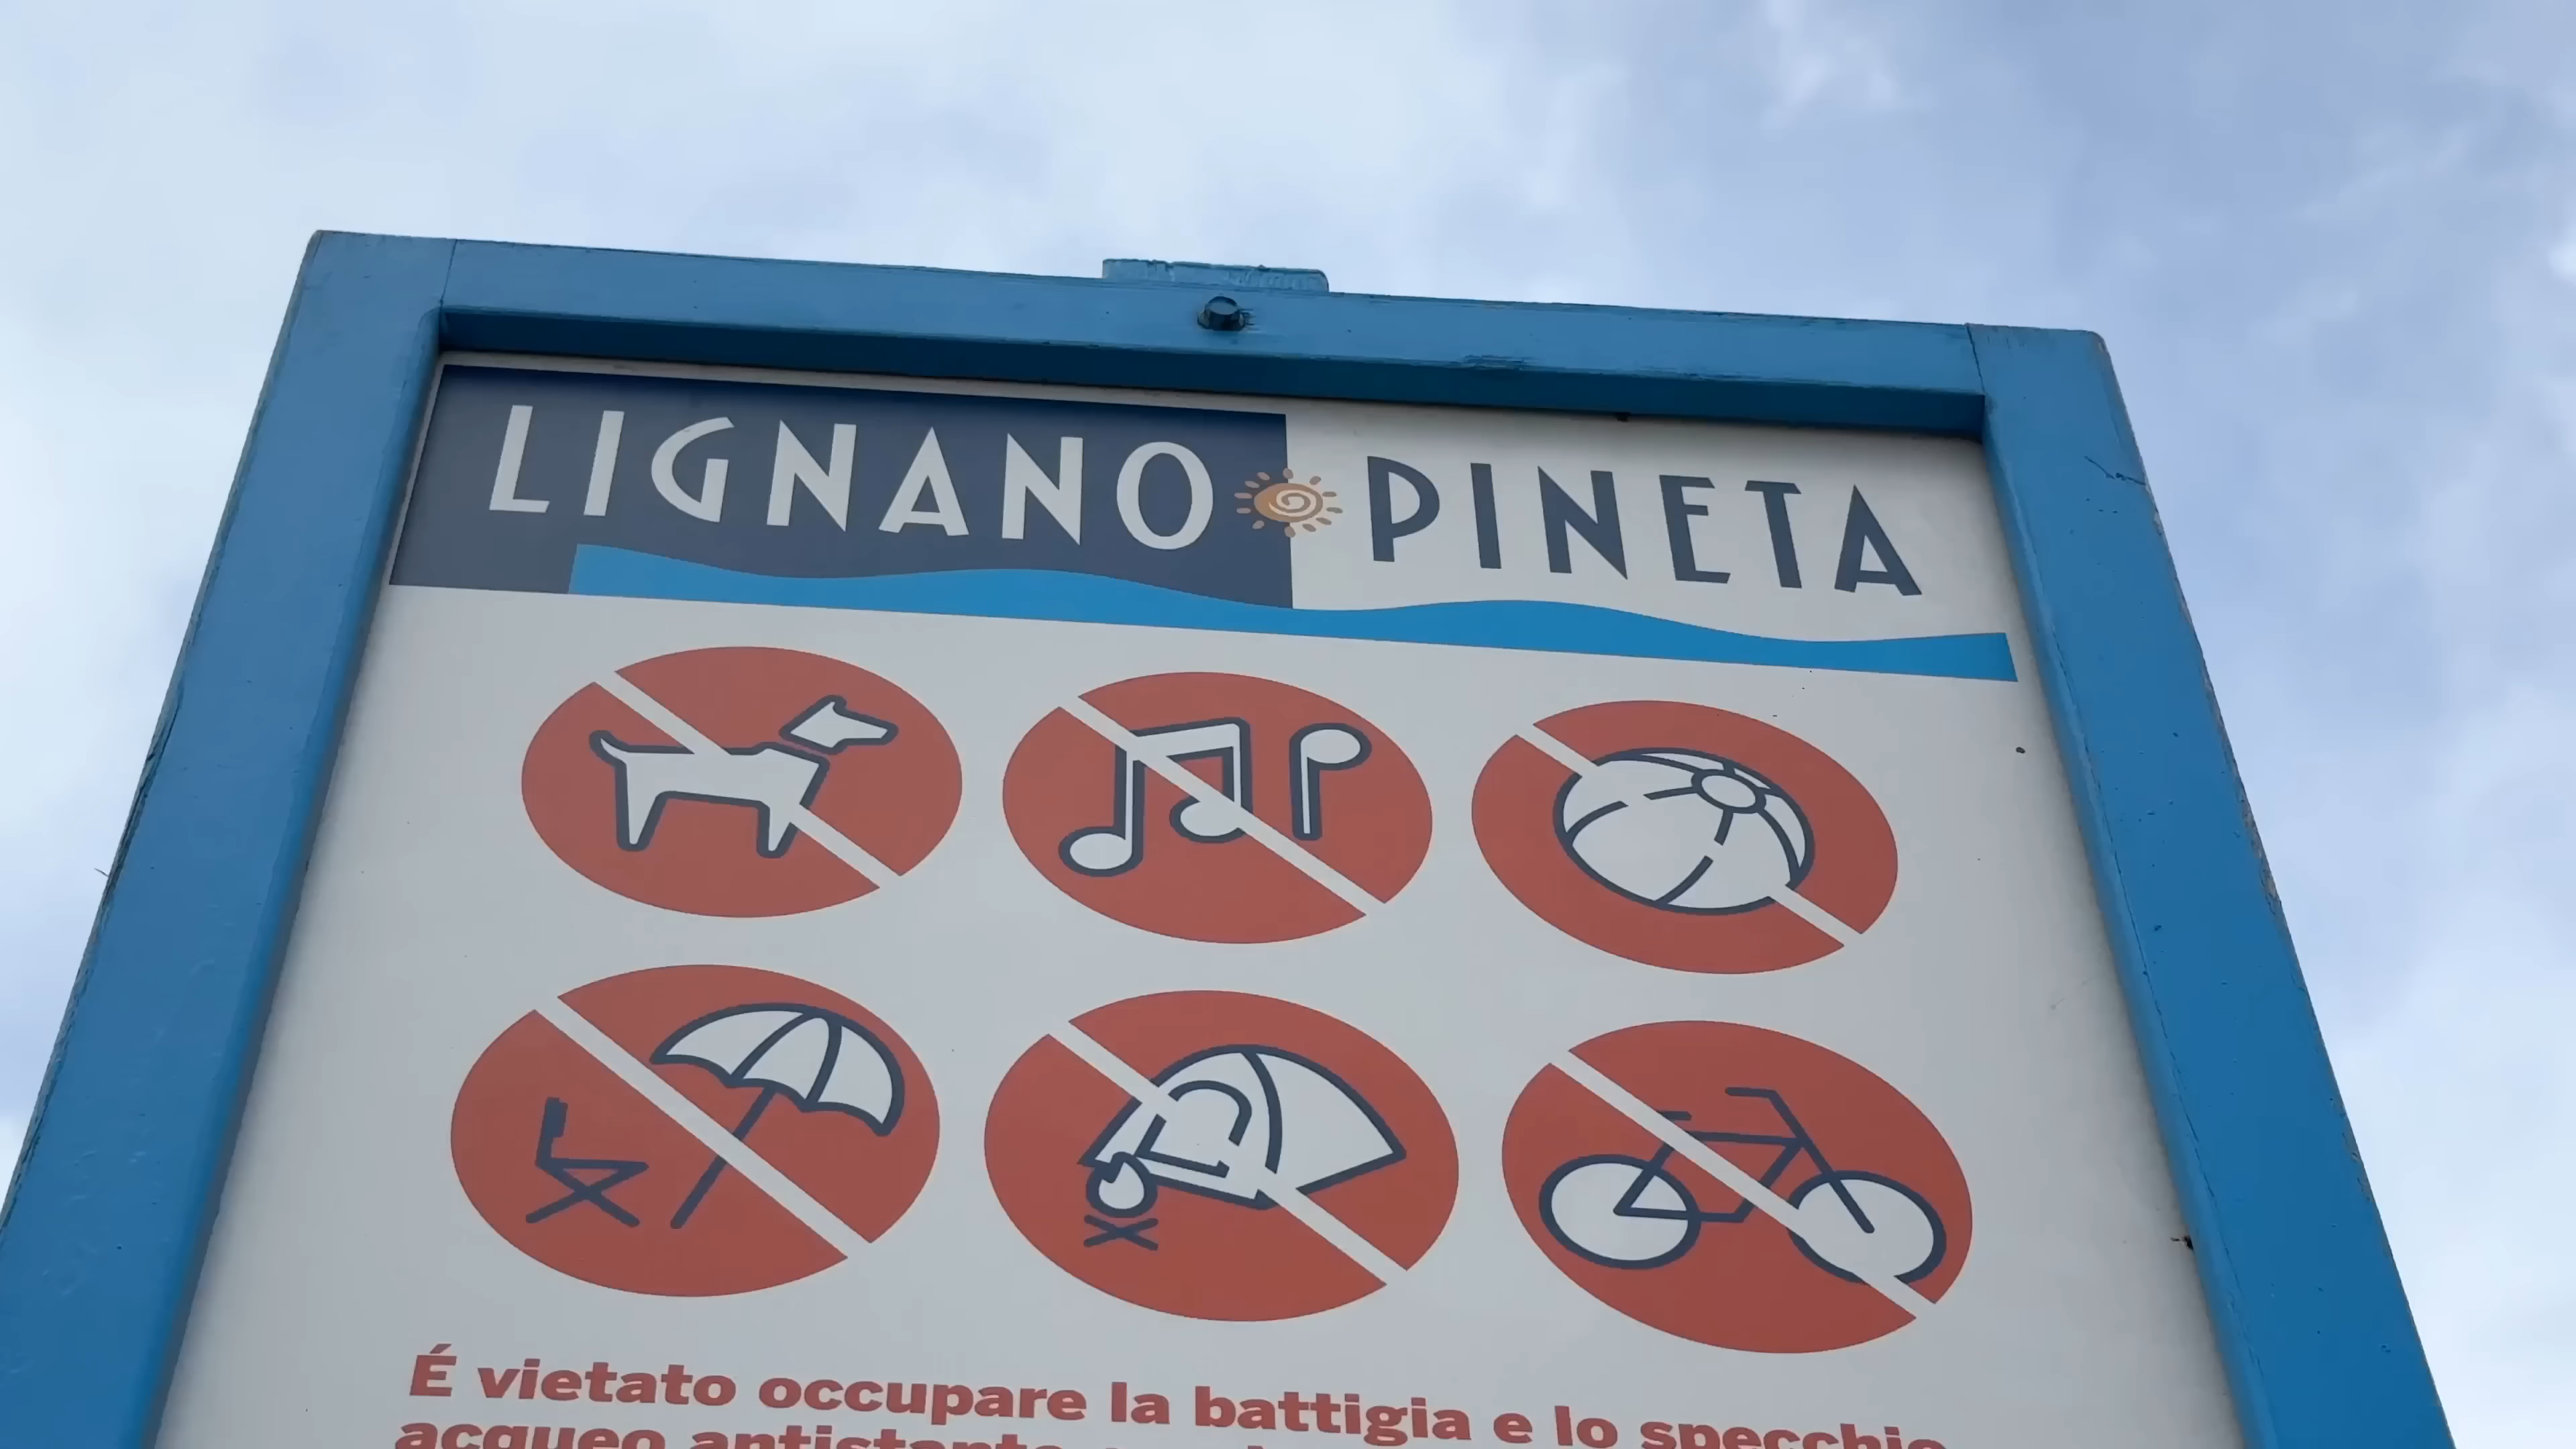 LIGNANO PINETA
É vietato occupare la battigia e lo specchio
acqueo antistante